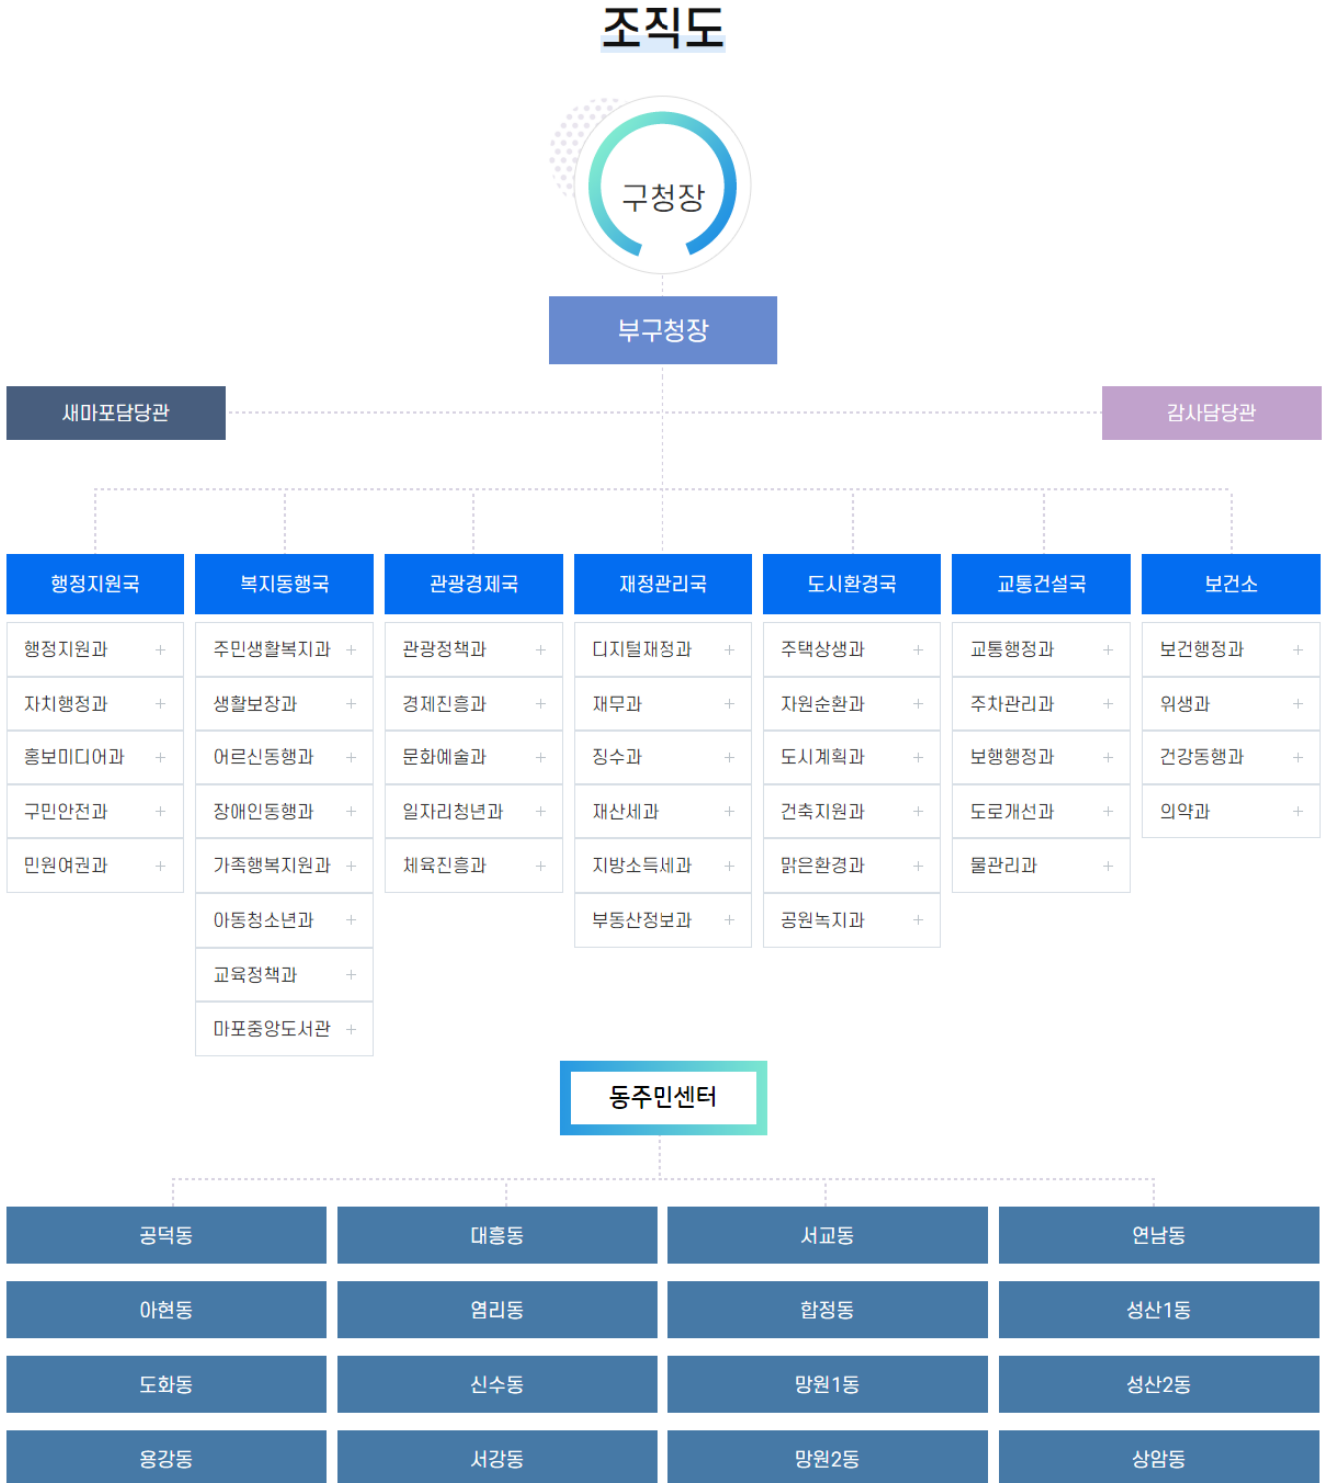 조직도
구청장
부구청장
새마포담당관
감사담당관
행정지원국
행정지원과 +
자치행정과 +
홍보미디어과 +
구민안전과 +
민원여권과 +
복지동행국
주민생활복지과 +
생활보장과 +
어르신동행과 +
장애인동행과 +
가족행복지원과 +
아동청소년과 +
교육정책과 +
마포중앙도서관 +
관광경제국
관광정책과 +
경제진흥과 +
문화예술과 +
일자리청년과 +
체육진흥과 +
재정관리국
디지털재정과 +
재무과 +
징수과 +
재산세과 +
지방소득세과 +
부동산정보과 +
도시환경국
주택상생과 +
자원순환과 +
도시계획과 +
건축지원과 +
맑은환경과 +
공원녹지과 +
교통건설국
교통행정과 +
주차관리과 +
보행행정과 +
도로개선과 +
물관리과 +
보건소
보건행정과 +
위생과 +
건강동행과 +
의약과 +
동주민센터
공덕동
대흥동
서교동
연남동
아현동
염리동
합정동
성산1동
도화동
신수동
망원1동
성산2동
용강동
서강동
망원2동
상암동